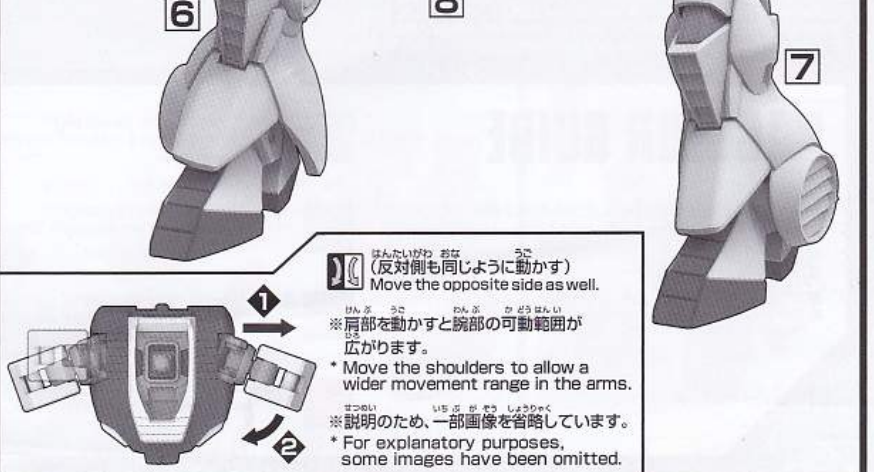 6
8
7
(反対側も同じように動かす)
Move the opposite side as well.
1
※肩部を動かすと腕部の可動範囲が
広がります。
* Move the shoulders to allow a
wider movement range in the arms.
2
※説明のため、一部画像を省略しています。
* For explanatory purposes,
some images have been omitted.